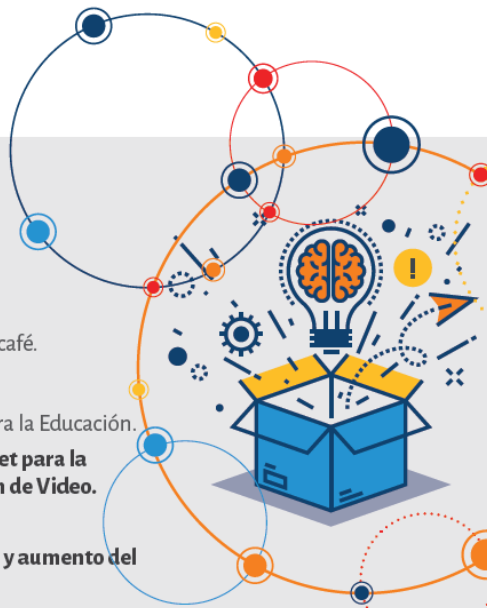 café.
ra la Educación.
et para la
n de Video.
y aumento del
!